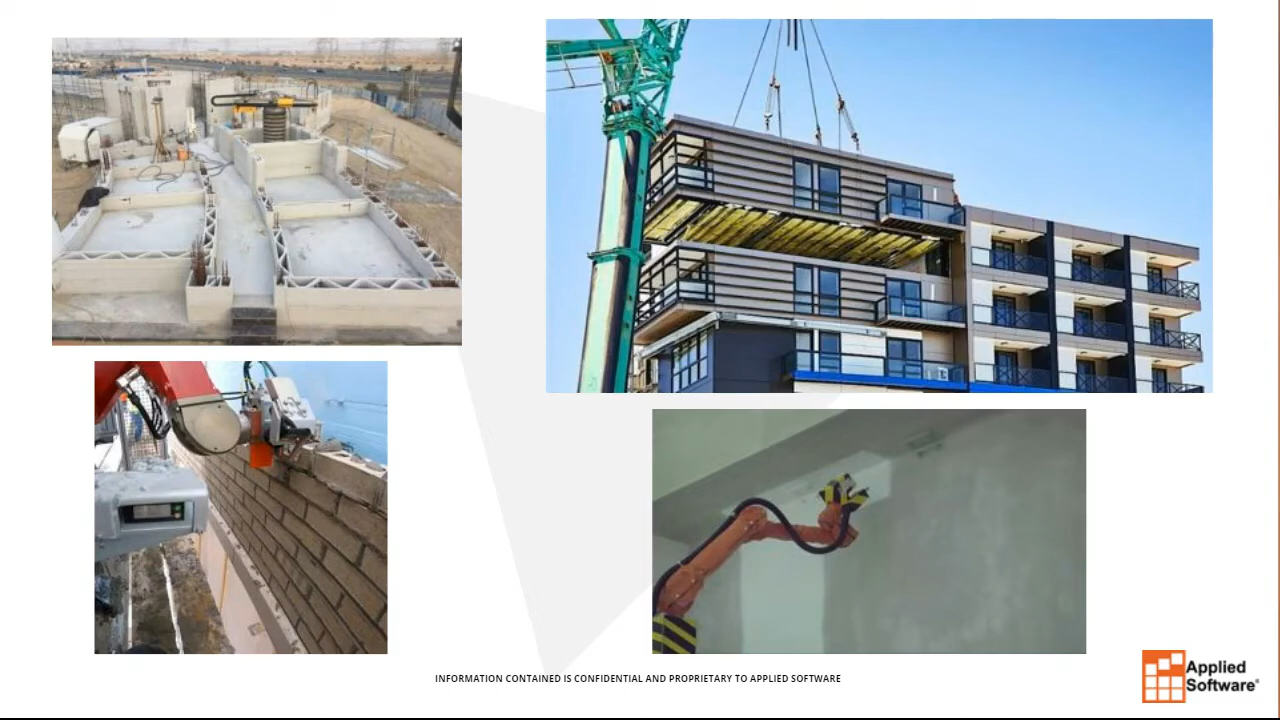 INFORMATION CONTAINED IS CONFIDENTIAL AND PROPRIETARY TO APPLIED SOFTWARE
Applied
Software®